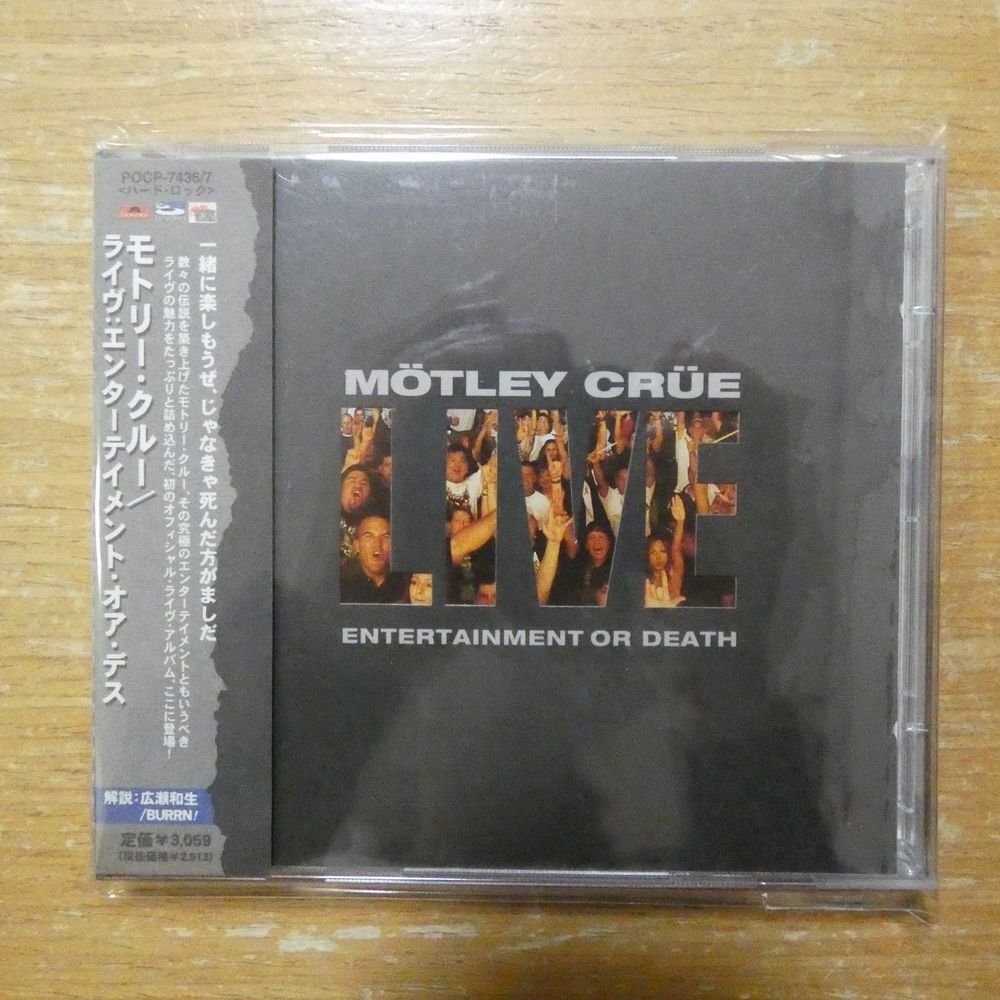 POCP-7436/7
<ハード・ロック>
一緒に楽しもうぜ、じゃなきゃ死んだ方がましだ
数々の伝説を築き上げたモトリー・クルー、その究極のエンターテイメントともいうべき
ライヴの魅力をたっぷりと詰め込んだ、初のオフィシャル・ライヴ・アルバム、ここに登場！
モトリー・クルー/
ライヴ:エンターテイメント・オア・デス
解説:広瀬和生
/BURRN!
定価¥3,059
(税抜価格¥2,913)
MÖTLEY CRÜE
LIVE
ENTERTAINMENT OR DEATH